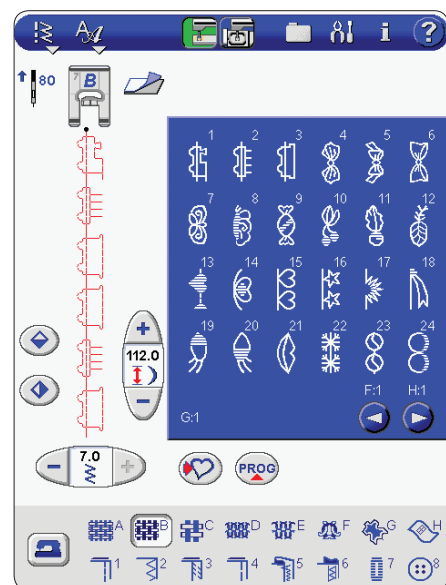 i ?
80 7 B
1 2 3 4 5 6
7 8 9 10 11 12
13 14 15 16 17 18
+
112.0
−
19 20 21 22 23 24
G:1 F:1 H:1
− 7.0 +
PROG
A B C D E F G H
1 2 3 4 5 6 7 8